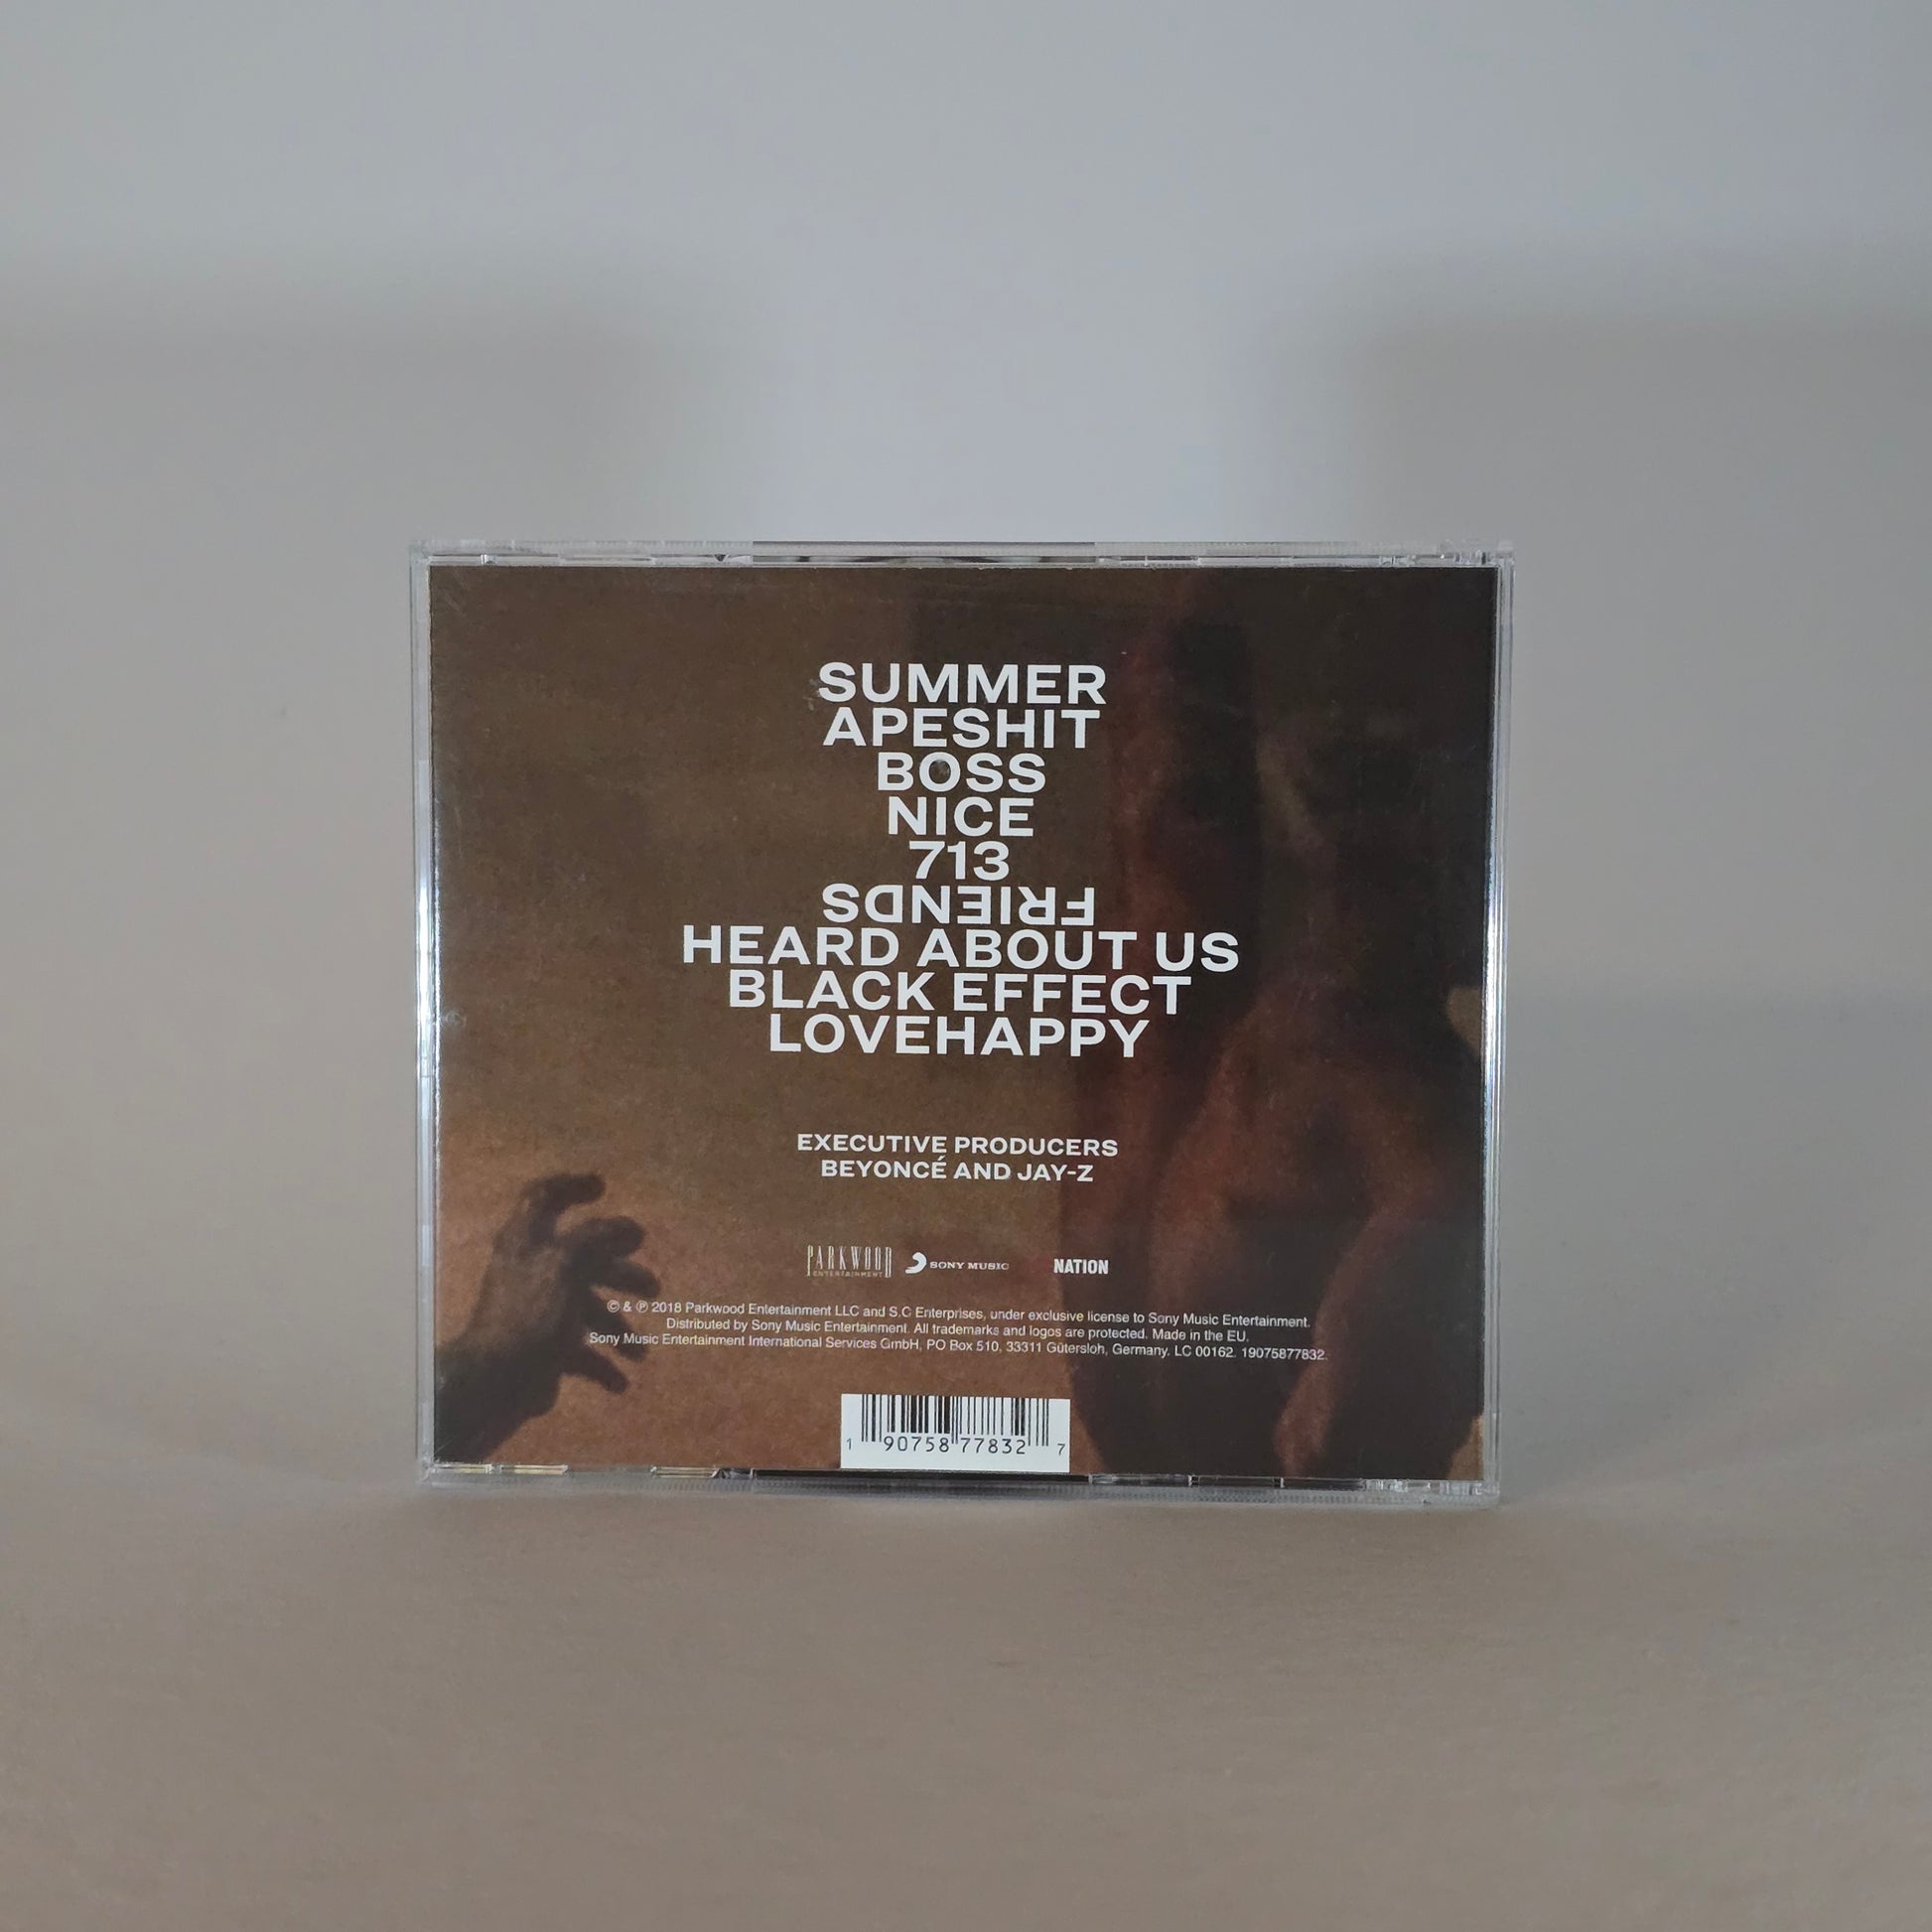 SUMMER
APESHIT
BOSS
NICE
713
FRIENDS
HEARD ABOUT US
BLACK EFFECT
LOVEHAPPY
EXECUTIVE PRODUCERS
BEYONCÉ AND JAY-Z
PARKWOOD ENTERTAINMENT SONY MUSIC NATION
© & ℗ 2018 Parkwood Entertainment LLC and S.C Enterprises, under exclusive license to Sony Music Entertainment.
Distributed by Sony Music Entertainment. All trademarks and logos are protected. Made in the EU.
Sony Music Entertainment International Services GmbH, PO Box 510, 33311 Gütersloh, Germany. LC 00162. 19075877832.
1 90758 77832 7